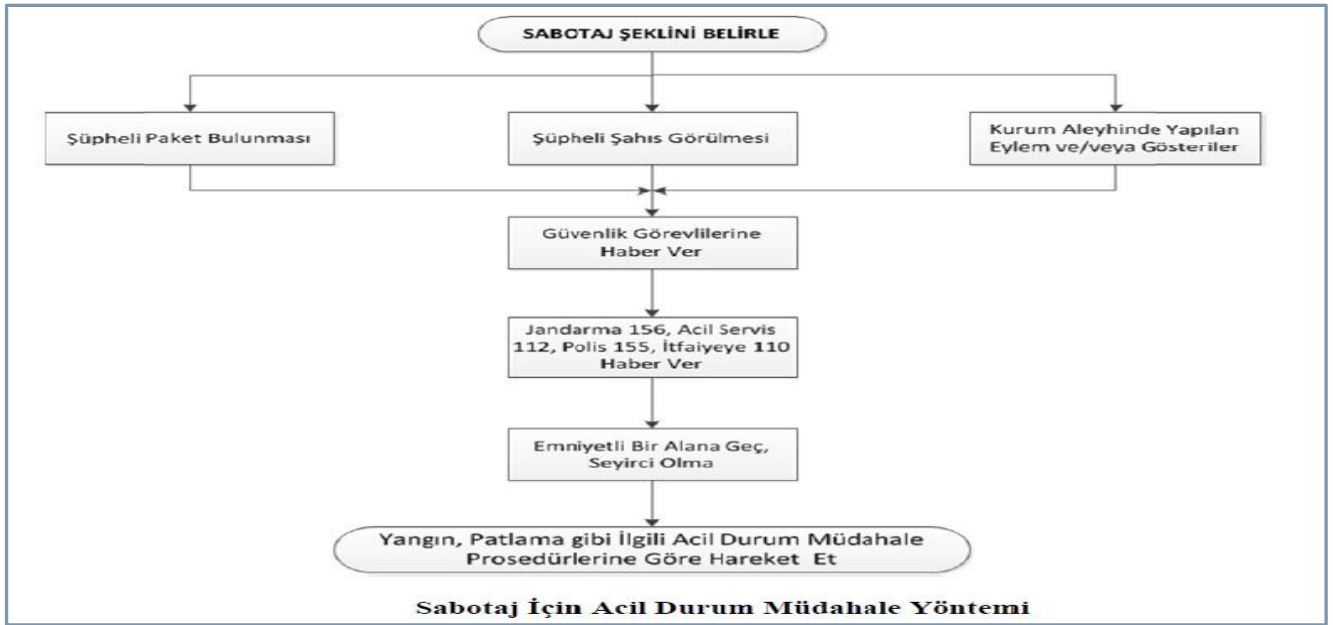 SABOTAJ ŞEKLİNİ BELİRLE
Şüpheli Paket Bulunması
Şüpheli Şahıs Görülmesi
Kurum Aleyhinde Yapılan
Eylem ve/veya Gösteriler
Güvenlik Görevlilerine
Haber Ver
Jandarma 156, Acil Servis
112, Polis 155, İtfaiyeye 110
Haber Ver
Emniyetli Bir Alana Geç,
Seyirci Olma
Yangın, Patlama gibi İlgili Acil Durum Müdahale
Prosedürlerine Göre Hareket Et
Sabotaj İçin Acil Durum Müdahale Yöntemi